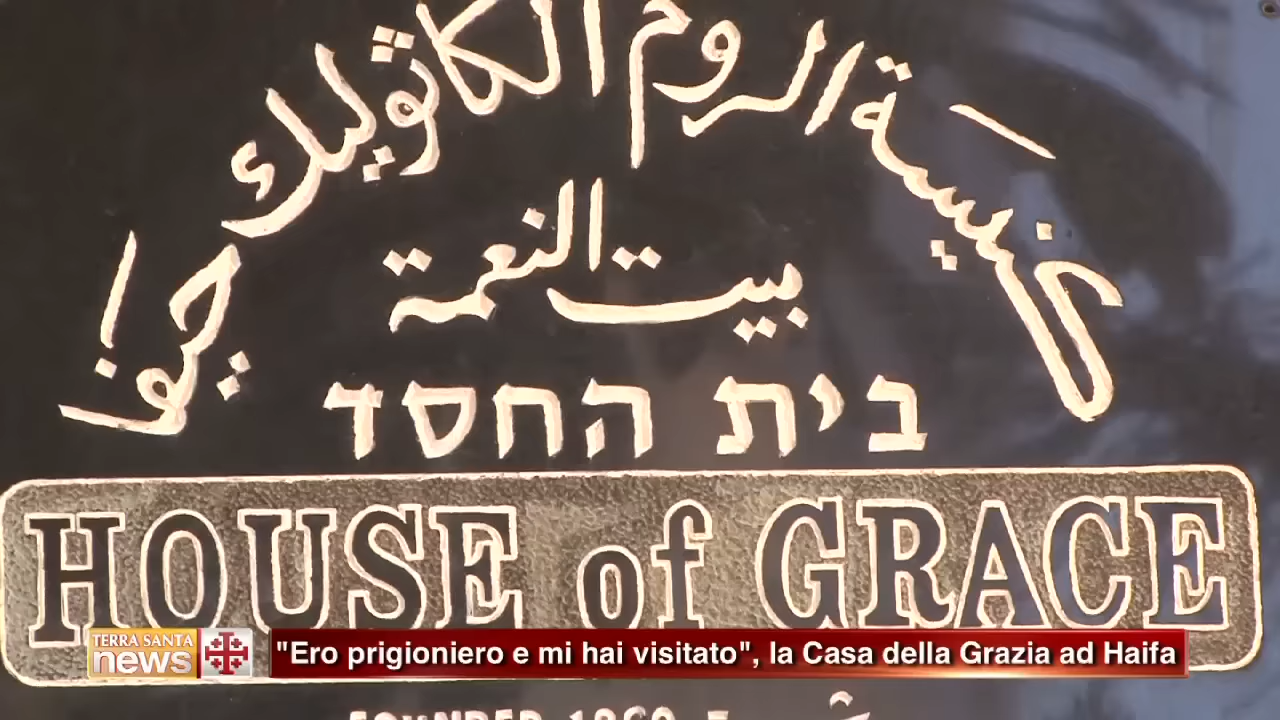 كنيسة الروم الكاثوليك حيفا
بيت النعمة
בית החסד
HOUSE of GRACE
TERRA SANTA
news
"Ero prigioniero e mi hai visitato", la Casa della Grazia ad Haifa
FOUNDED